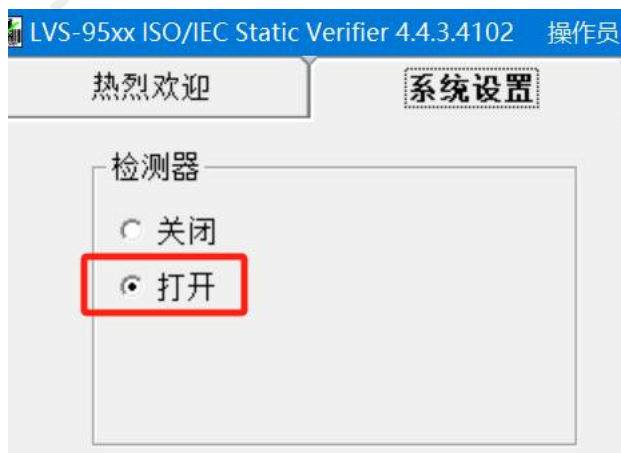 LVS-95xx ISO/IEC Static Verifier 4.4.3.4102 操作员
热烈欢迎 系统设置
检测器
关闭
打开